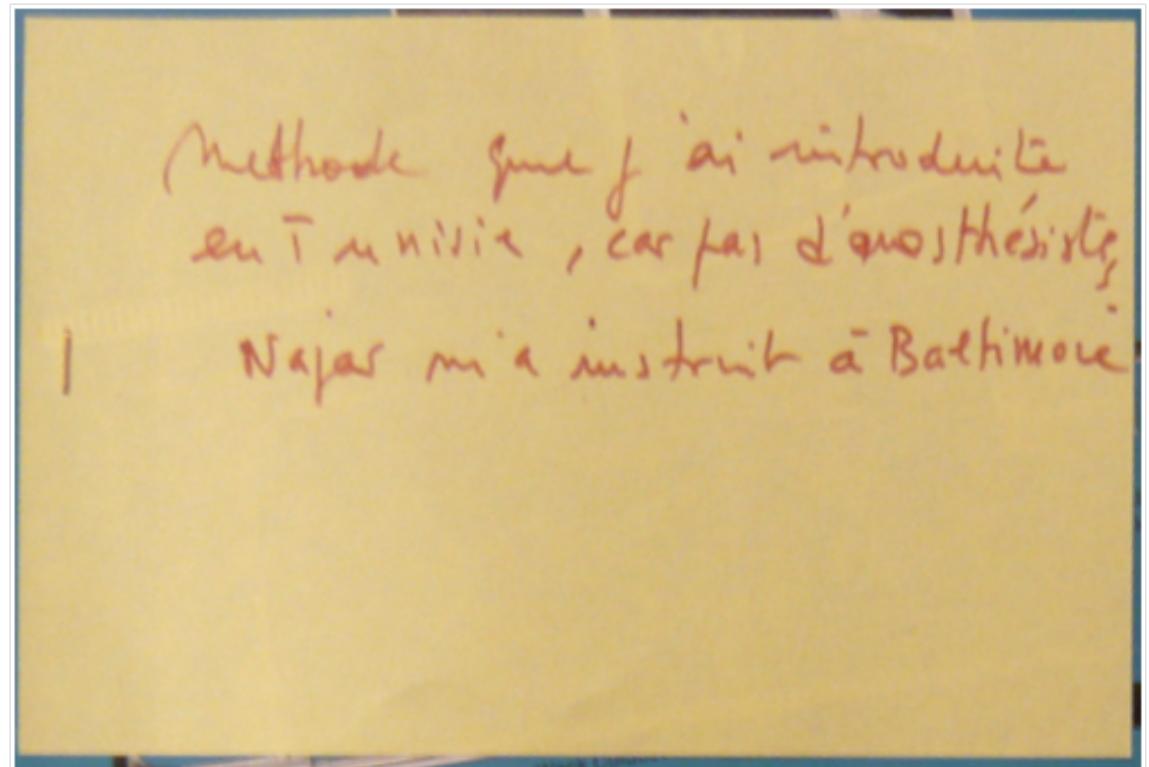 Methode que j'ai introduite
en Tunisie, car pas d'anesthésiste,
Najar m'a instruit à Baltimore